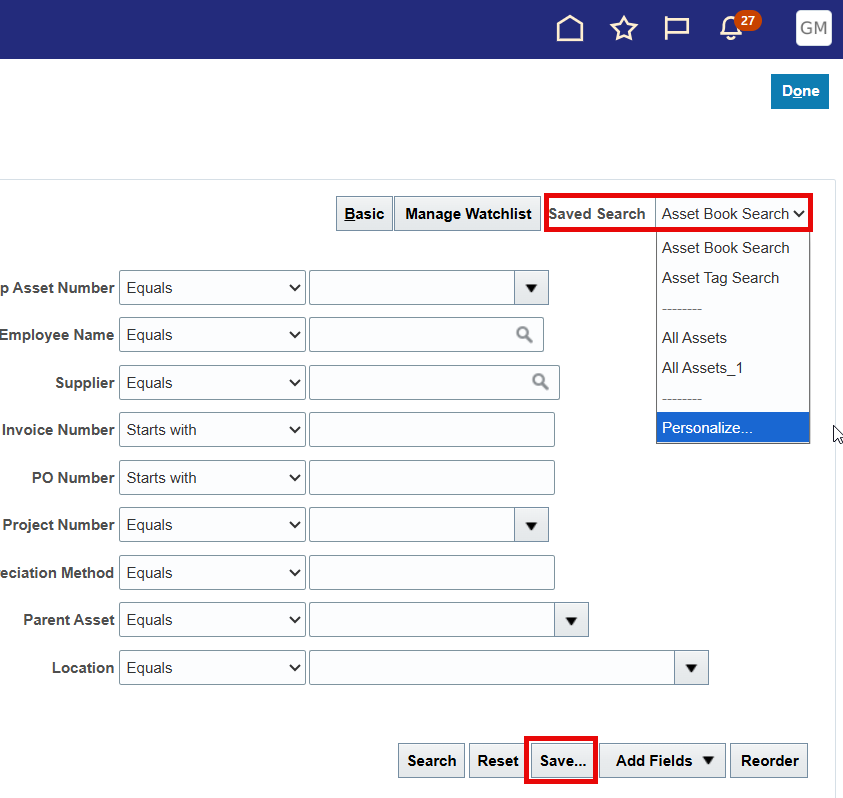 27
GM
Done
Basic
Manage Watchlist
Saved Search
Asset Book Search
Asset Book Search
Asset Tag Search
--------
All Assets
All Assets_1
--------
Personalize...
p Asset Number Equals
Employee Name Equals
Supplier Equals
Invoice Number Starts with
PO Number Starts with
Project Number Equals
eciation Method Equals
Parent Asset Equals
Location Equals
Search Reset Save... Add Fields Reorder